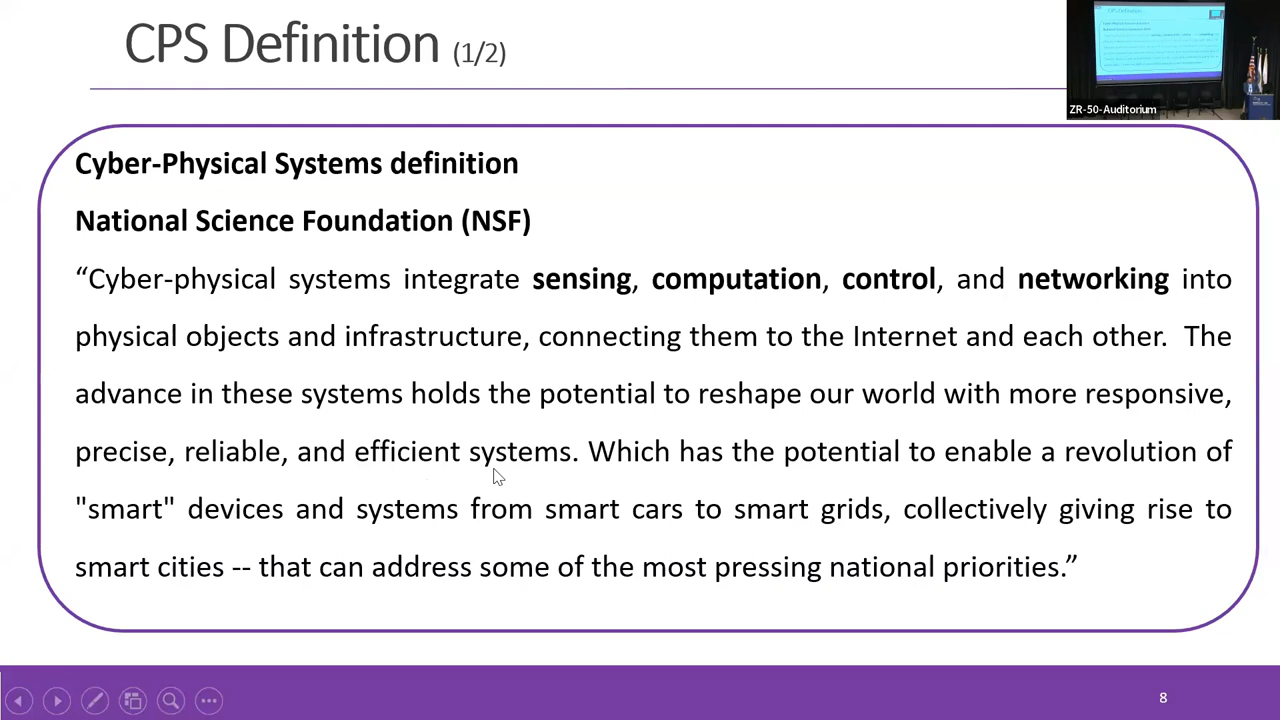 CPS Definition (1/2)
ZR-50-Auditorium
Cyber-Physical Systems definition
National Science Foundation (NSF)
“Cyber-physical systems integrate sensing, computation, control, and networking into
physical objects and infrastructure, connecting them to the Internet and each other. The
advance in these systems holds the potential to reshape our world with more responsive,
precise, reliable, and efficient systems. Which has the potential to enable a revolution of
"smart" devices and systems from smart cars to smart grids, collectively giving rise to
smart cities -- that can address some of the most pressing national priorities.”
8